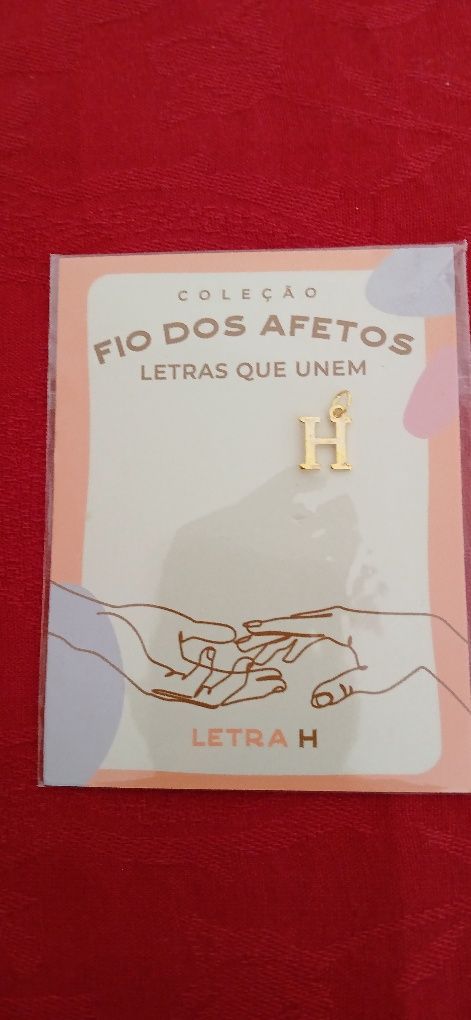 COLEÇÃO
FIO DOS AFETOS
LETRAS QUE UNEM
H
LETRA H